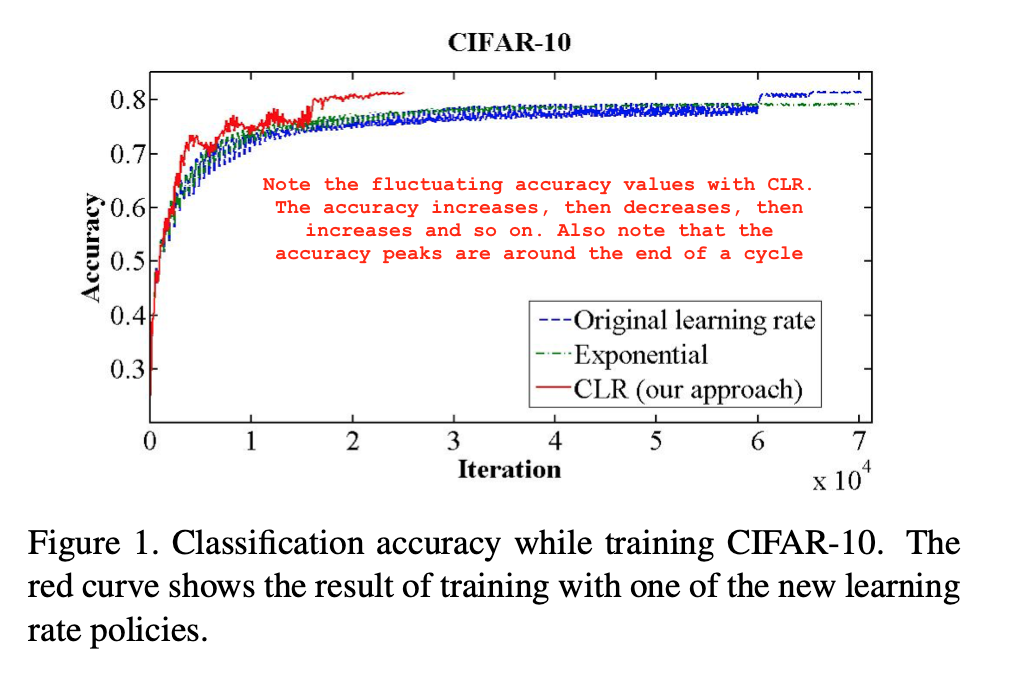 CIFAR-10
0.8
0.7
0.6
0.5
0.4
0.3
Accuracy
Note the fluctuating accuracy values with CLR.
The accuracy increases, then decreases, then
increases and so on. Also note that the
accuracy peaks are around the end of a cycle
Original learning rate
Exponential
CLR (our approach)
0 1 2 3 4 5 6 7
Iteration
x 10⁴
Figure 1. Classification accuracy while training CIFAR-10. The
red curve shows the result of training with one of the new learning
rate policies.